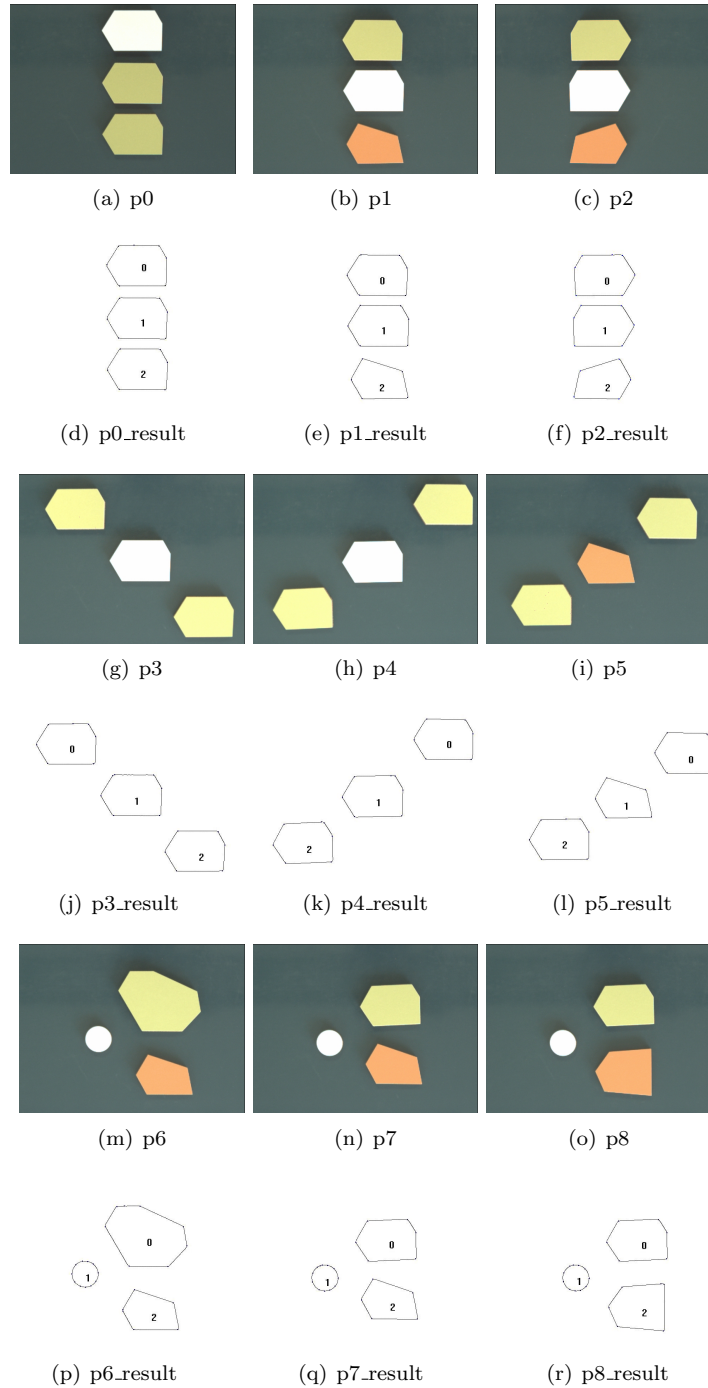 (a) p0 (b) p1 (c) p2
0 0 0
1 1 1
2 2 2
(d) p0_result (e) p1_result (f) p2_result
(g) p3 (h) p4 (i) p5
0 0 0
1 1 1
2 2 2
(j) p3_result (k) p4_result (l) p5_result
(m) p6 (n) p7 (o) p8
0 0 0
1 1 1
2 2 2
(p) p6_result (q) p7_result (r) p8_result